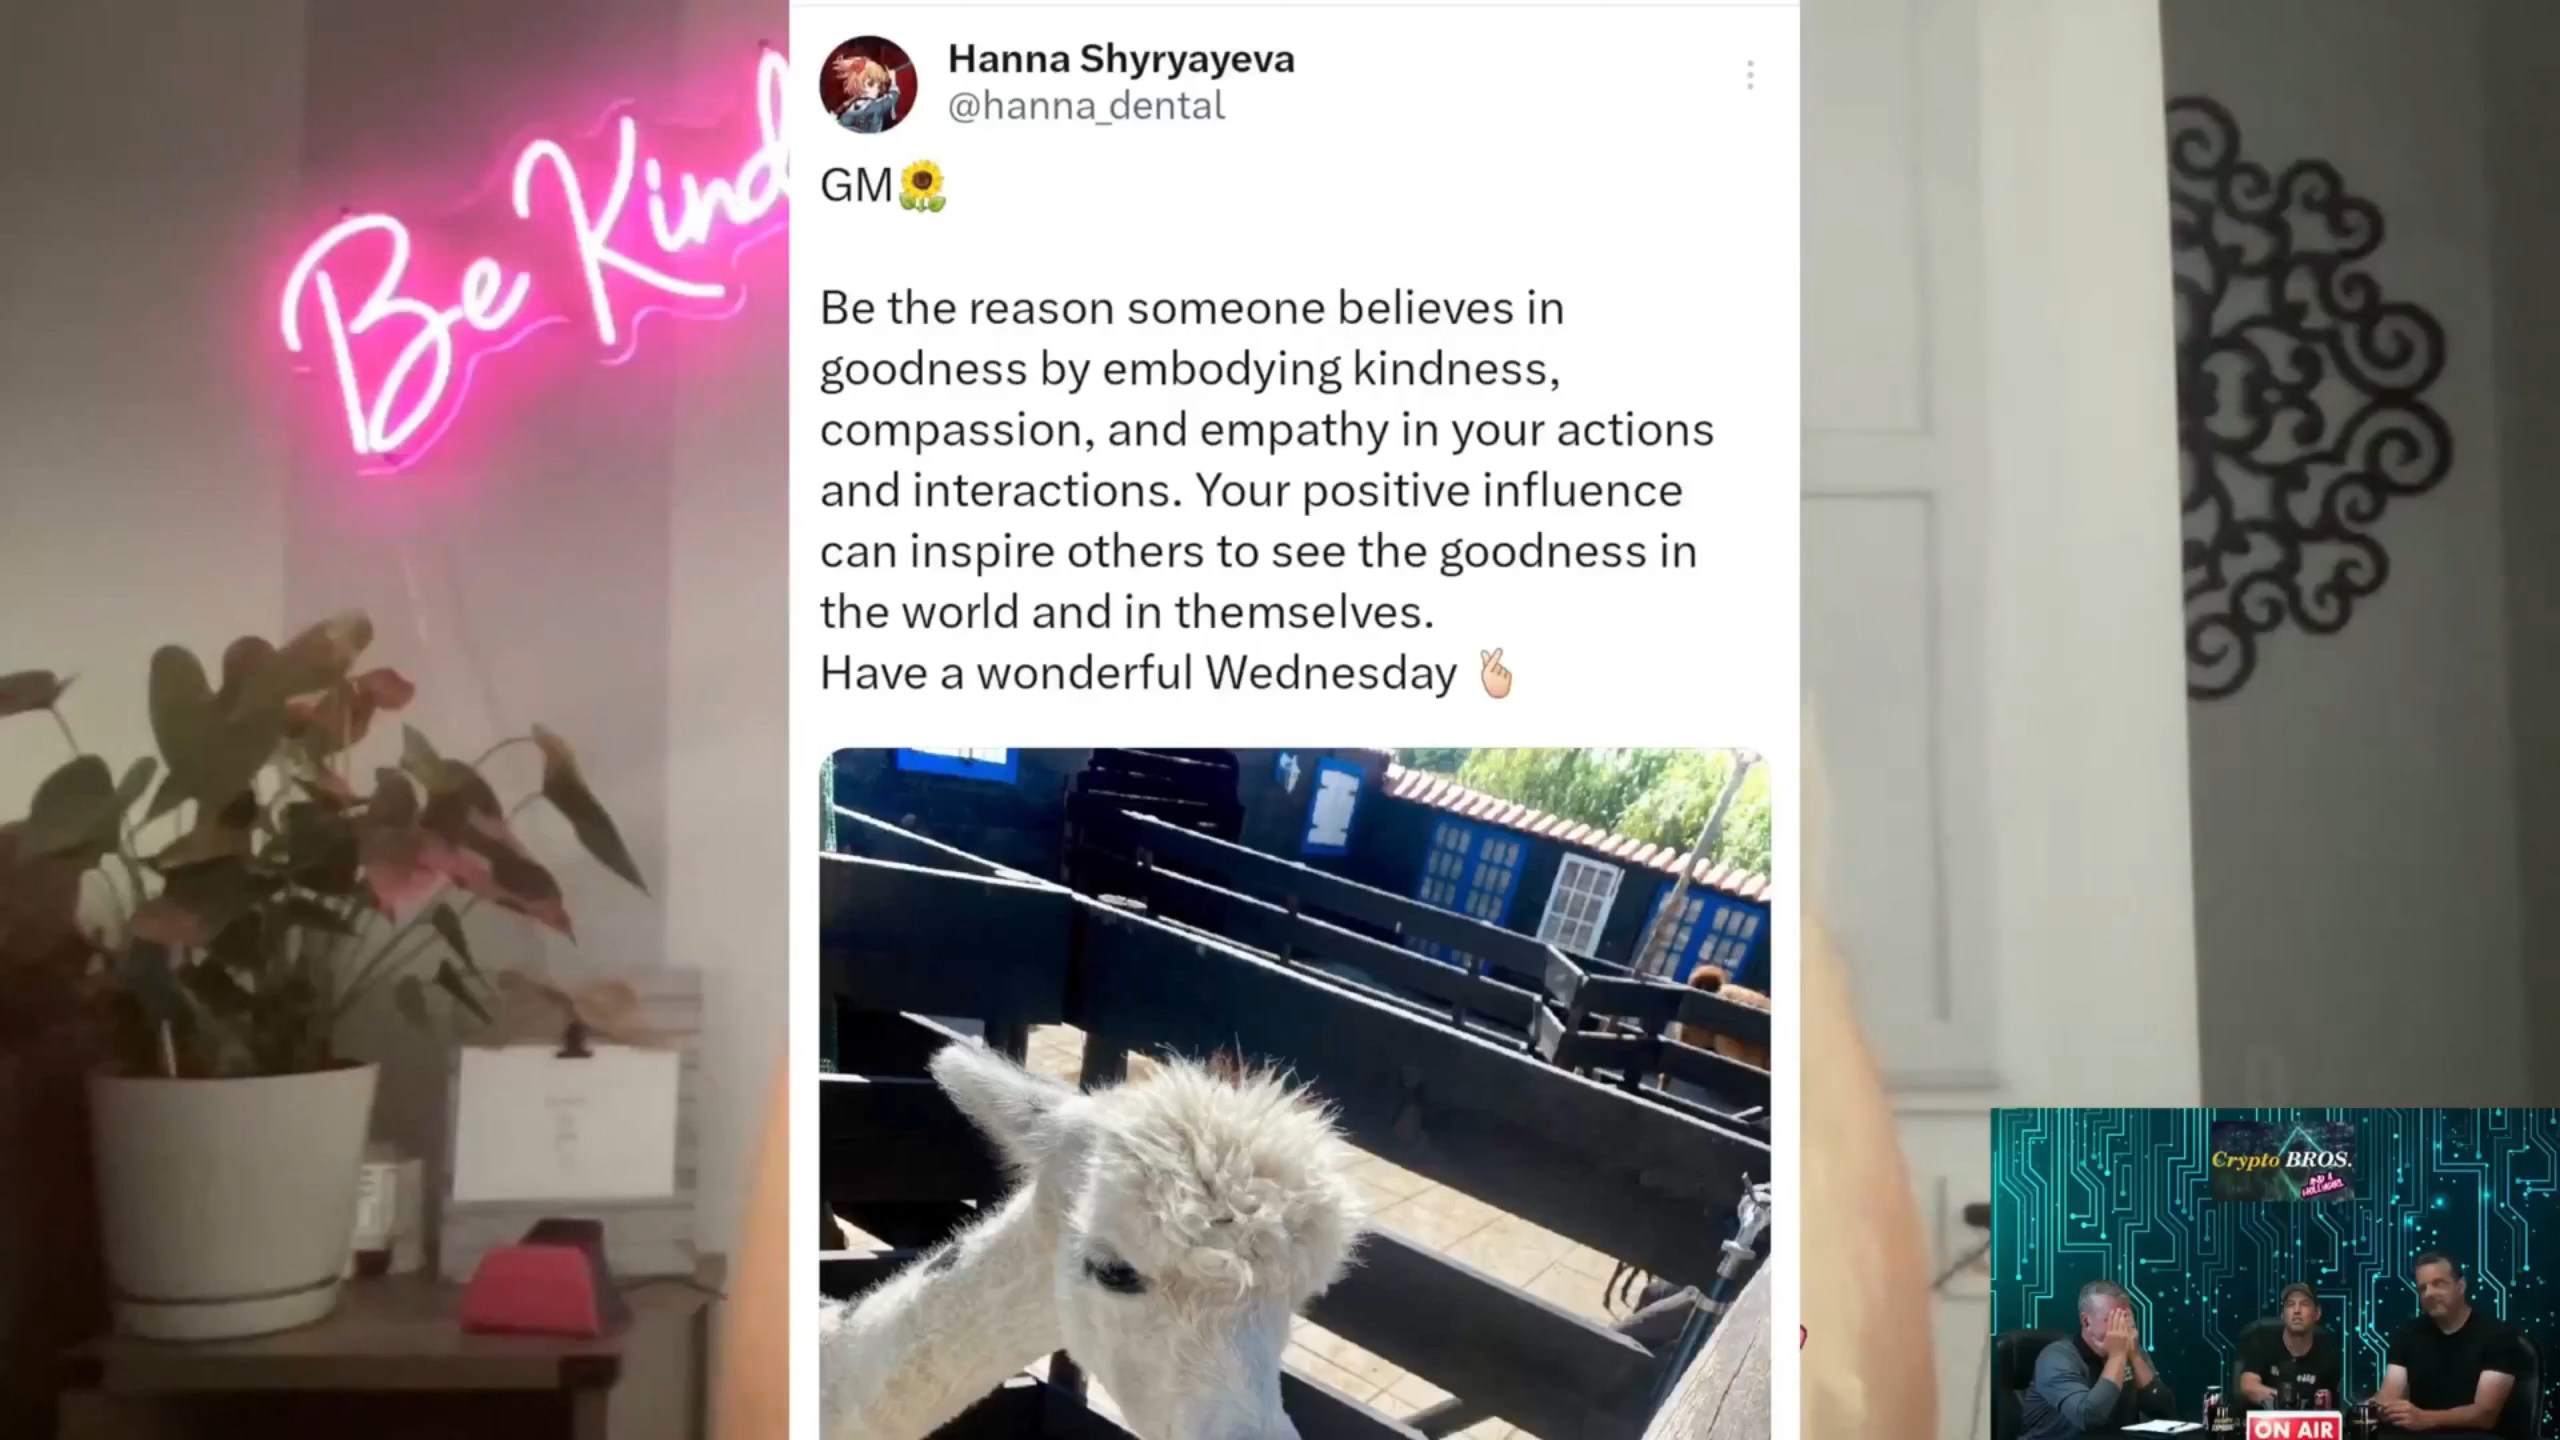 Be Kind
Hanna Shyryayeva
@hanna_dental
GM🌻
Be the reason someone believes in
goodness by embodying kindness,
compassion, and empathy in your actions
and interactions. Your positive influence
can inspire others to see the goodness in
the world and in themselves.
Have a wonderful Wednesday 🫰🏻
Crypto BROS.
AND A
HOLLYGIRL
ON AIR